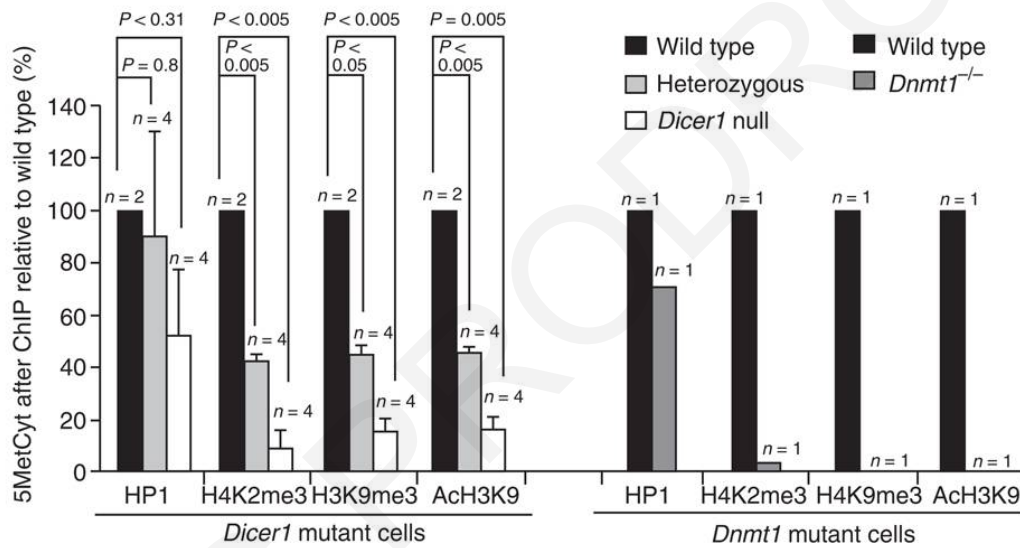 P < 0.31
P < 0.005
P < 0.005
P = 0.005
P = 0.8
P <
0.005
P <
0.05
P <
0.005
5MetCyt after ChIP relative to wild type (%)
140
120
100
80
60
40
20
0
n = 2
n = 4
n = 4
n = 2
n = 4
n = 4
n = 2
n = 4
n = 4
n = 2
n = 4
n = 4
HP1
H4K2me3
H3K9me3
AcH3K9
Dicer1 mutant cells
Wild type
Heterozygous
Dicer1 null
Wild type
Dnmt1–/–
n = 1
n = 1
n = 1
n = 1
n = 1
n = 1
n = 1
n = 1
HP1
H4K2me3
H4K9me3
AcH3K9
Dnmt1 mutant cells